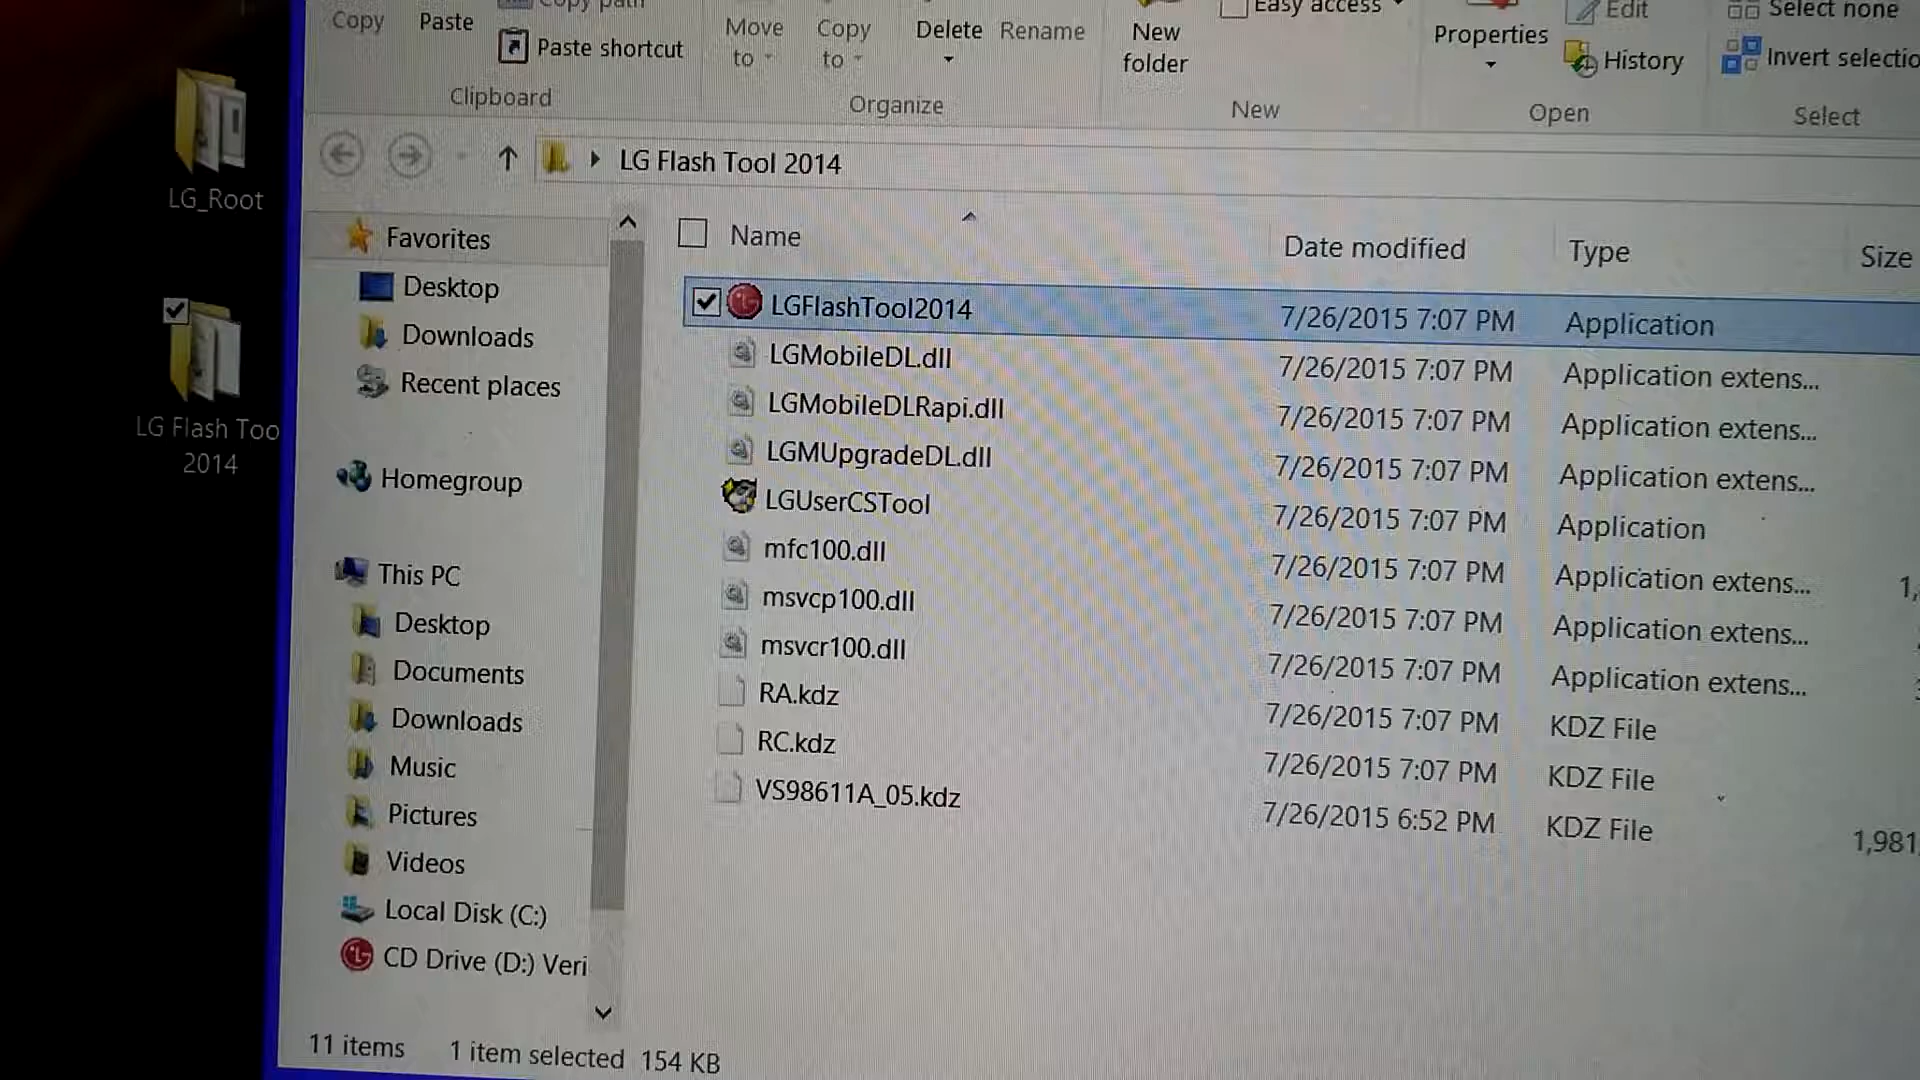 Copy
Paste
Copy path
Paste shortcut
Clipboard
Move
to
Copy
to
Delete
Rename
Organize
New
folder
Easy access
New
Properties
Edit
History
Open
Select none
Invert selectio
Select
LG Flash Tool 2014
LG_Root
LG Flash Too
2014
Favorites
Desktop
Downloads
Recent places
Homegroup
This PC
Desktop
Documents
Downloads
Music
Pictures
Videos
Local Disk (C:)
CD Drive (D:) Veri
Name Date modified Type Size
LGFlashTool2014 7/26/2015 7:07 PM Application
LGMobileDL.dll 7/26/2015 7:07 PM Application extens...
LGMobileDLRapi.dll 7/26/2015 7:07 PM Application extens...
LGMUpgradeDL.dll 7/26/2015 7:07 PM Application extens...
LGUserCSTool 7/26/2015 7:07 PM Application
mfc100.dll 7/26/2015 7:07 PM Application extens... 1,
msvcp100.dll 7/26/2015 7:07 PM Application extens...
msvcr100.dll 7/26/2015 7:07 PM Application extens...
RA.kdz 7/26/2015 7:07 PM KDZ File
RC.kdz 7/26/2015 7:07 PM KDZ File
VS98611A_05.kdz 7/26/2015 6:52 PM KDZ File 1,981
11 items 1 item selected 154 KB